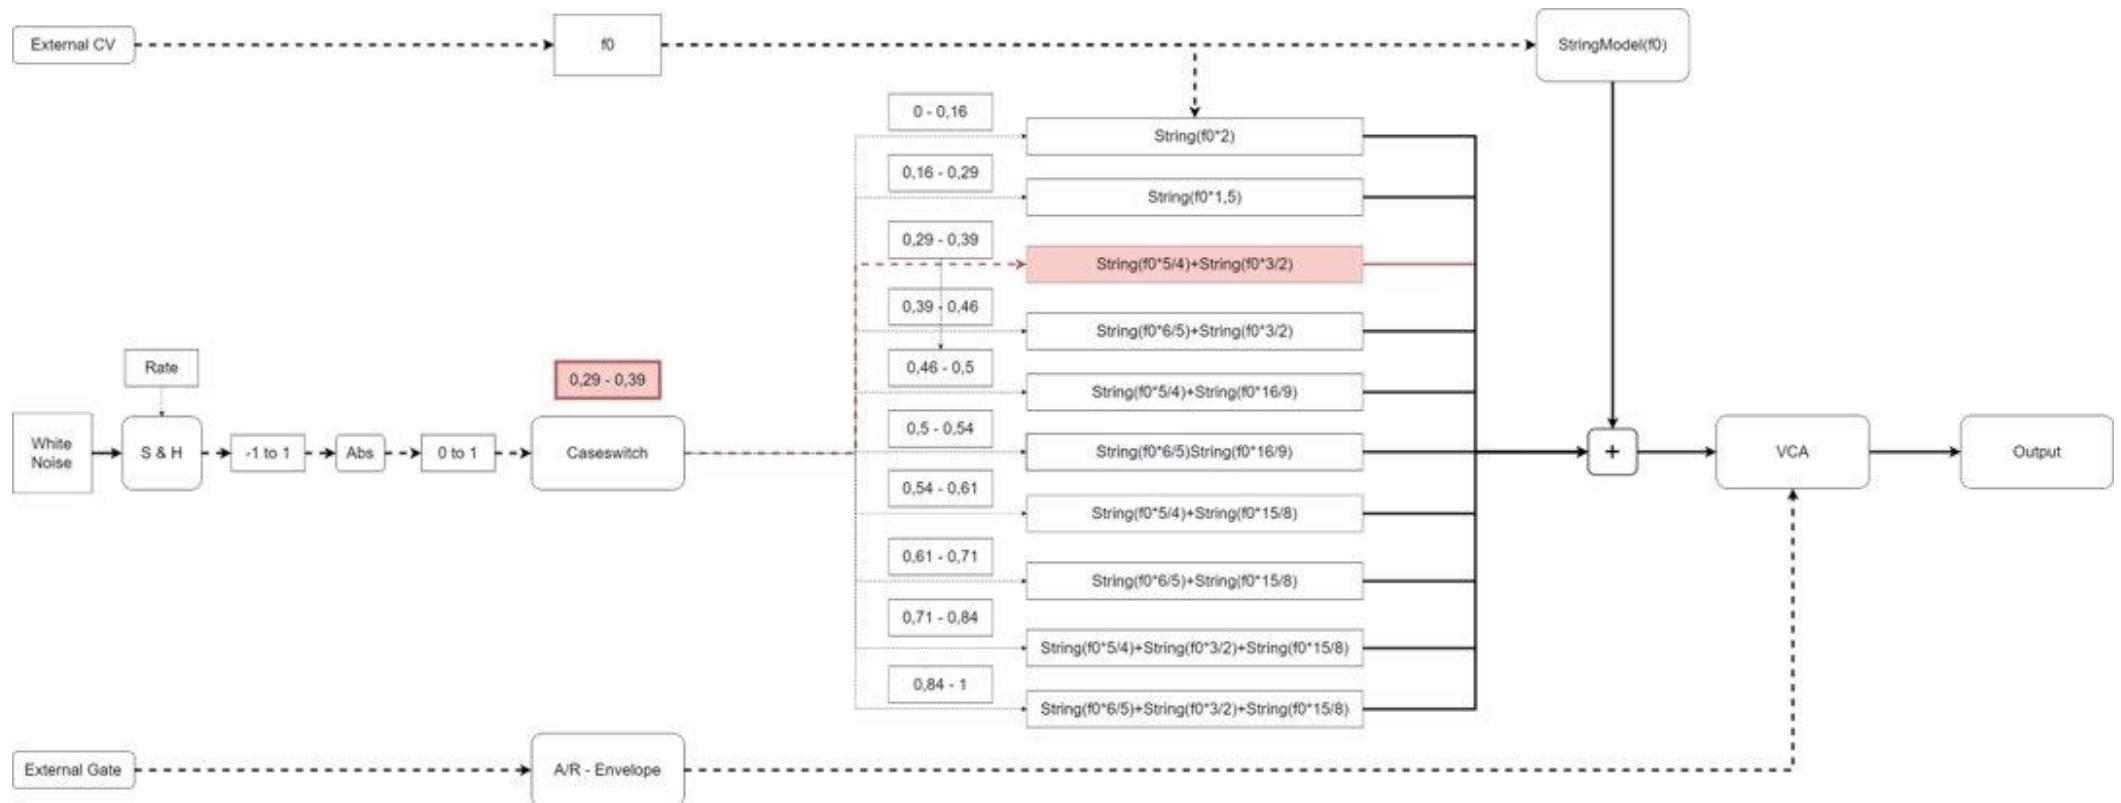 External CV
f0
StringModel(f0)
0 - 0,16
String(f0*2)
0,16 - 0,29
String(f0*1,5)
0,29 - 0,39
String(f0*5/4)+String(f0*3/2)
0,39 - 0,46
String(f0*6/5)+String(f0*3/2)
Rate
0,29 - 0,39
0,46 - 0,5
String(f0*5/4)+String(f0*16/9)
White
Noise
S & H
-1 to 1
Abs
0 to 1
Caseswitch
0,5 - 0,54
String(f0*6/5)String(f0*16/9)
+
VCA
Output
0,54 - 0,61
String(f0*5/4)+String(f0*15/8)
0,61 - 0,71
String(f0*6/5)+String(f0*15/8)
0,71 - 0,84
String(f0*5/4)+String(f0*3/2)+String(f0*15/8)
0,84 - 1
String(f0*6/5)+String(f0*3/2)+String(f0*15/8)
External Gate
A/R - Envelope